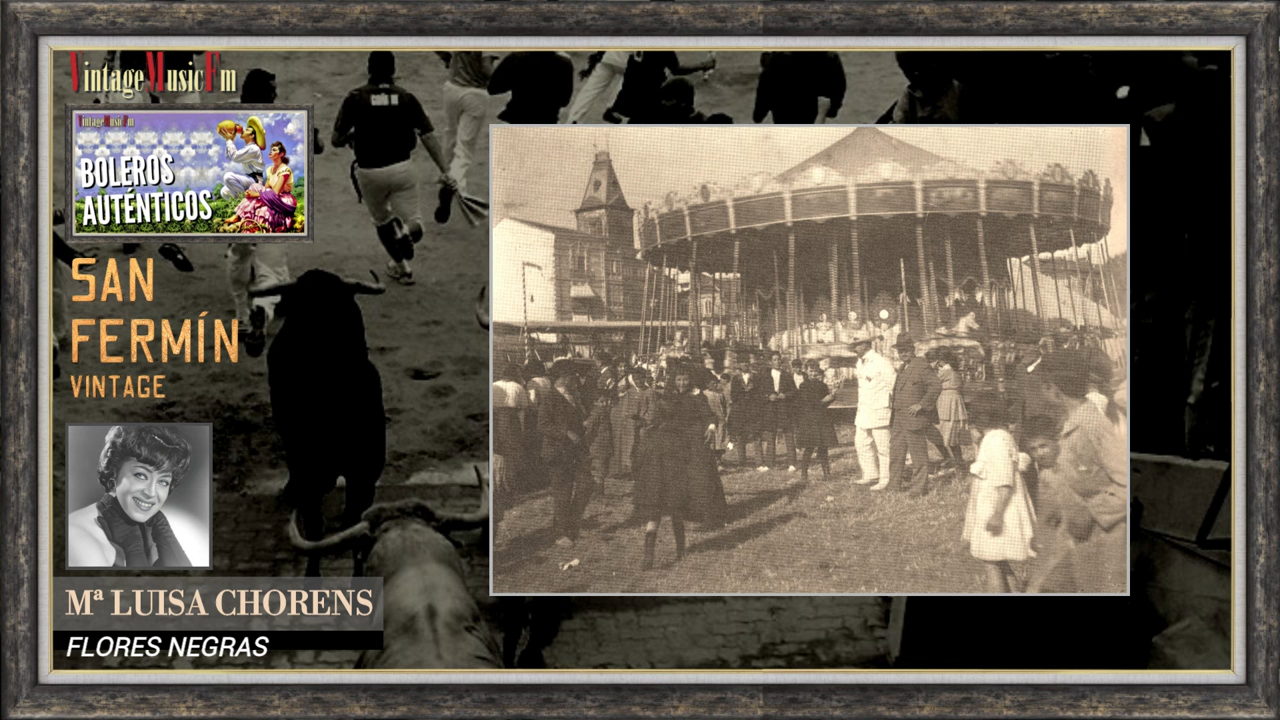 VintageMusicFm
VintageMusicFm
BOLEROS
AUTÉNTICOS
SAN
FERMÍN
VINTAGE
Mª LUISA CHORENS
FLORES NEGRAS